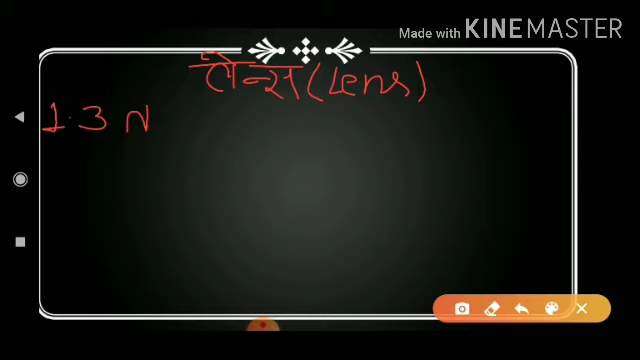 Made with KINEMASTER
लेन्स (Lens)
1.3 N